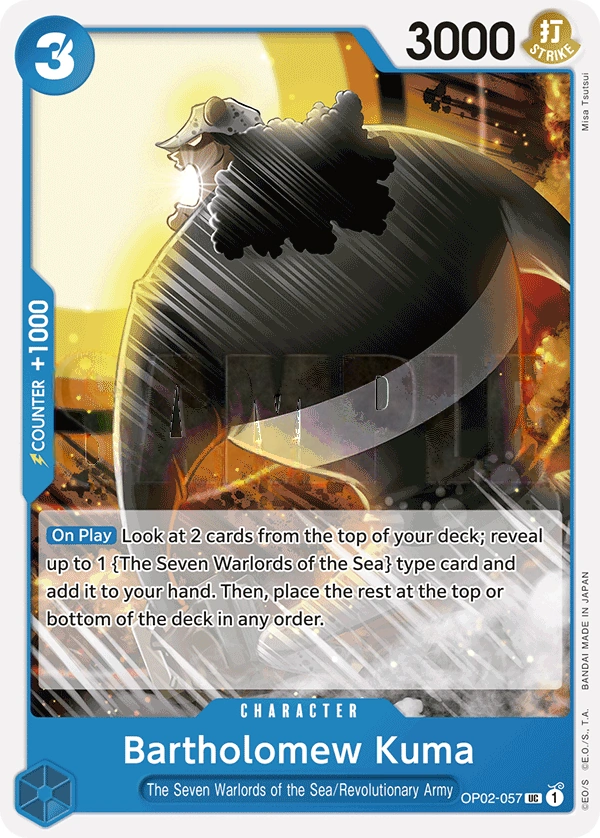 3
3000
打
STRIKE
Misa Tsutsui
COUNTER +1000
SAMPLE
On Play Look at 2 cards from the top of your deck; reveal
up to 1 {The Seven Warlords of the Sea} type card and
add it to your hand. Then, place the rest at the top or
bottom of the deck in any order.
CHARACTER
Bartholomew Kuma
The Seven Warlords of the Sea/Revolutionary Army
OP02-057 UC 1
©E.O/S ©E.O./S., T.A. BANDAI MADE IN JAPAN